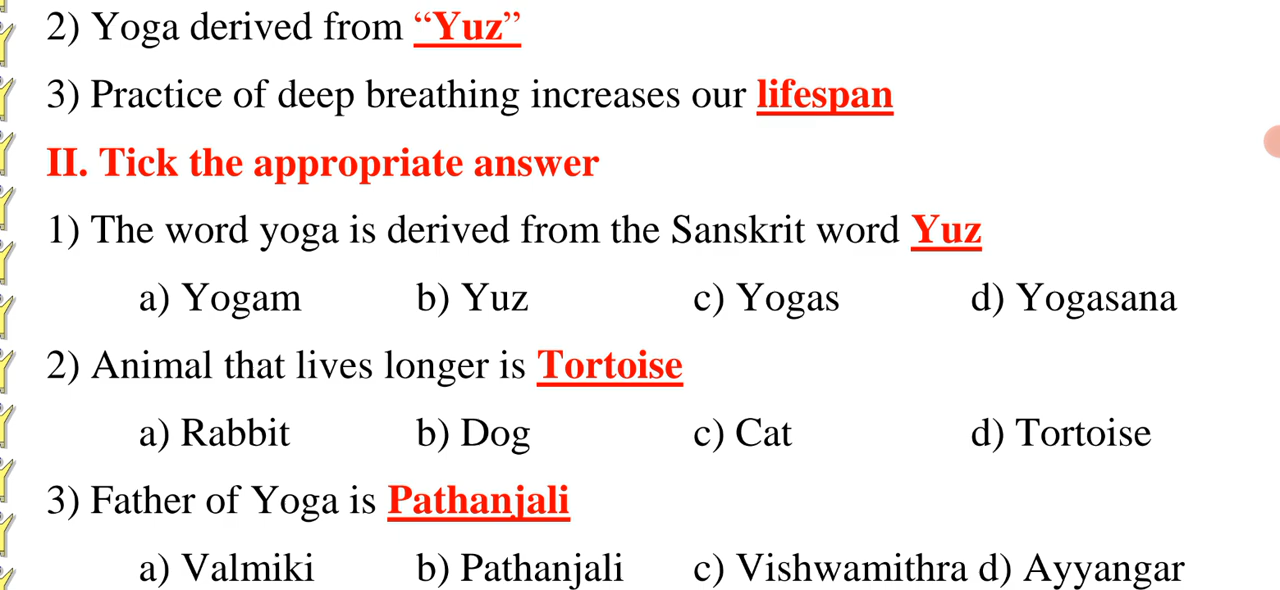 2) Yoga derived from “Yuz”
3) Practice of deep breathing increases our lifespan
II. Tick the appropriate answer
1) The word yoga is derived from the Sanskrit word Yuz
a) Yogam b) Yuz c) Yogas d) Yogasana
2) Animal that lives longer is Tortoise
a) Rabbit b) Dog c) Cat d) Tortoise
3) Father of Yoga is Pathanjali
a) Valmiki b) Pathanjali c) Vishwamithra d) Ayyangar